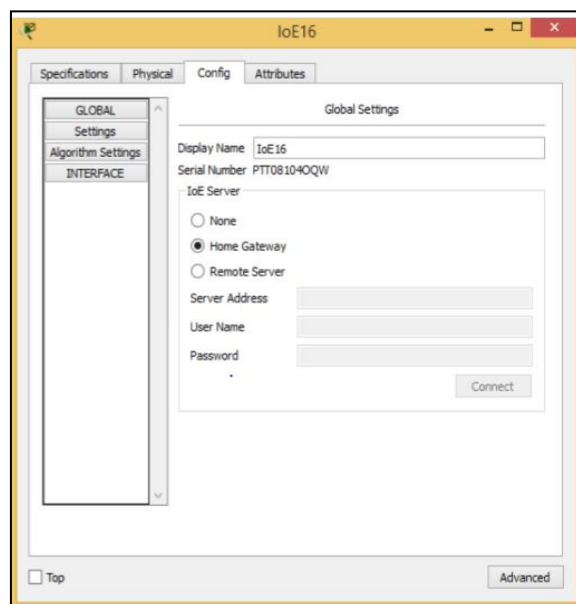 IoE16
Specifications Physical Config Attributes
GLOBAL
Settings
Algorithm Settings
INTERFACE
Global Settings
Display Name IoE16
Serial Number PTT08104OQW
IoE Server
None
Home Gateway
Remote Server
Server Address
User Name
Password
Connect
Top
Advanced